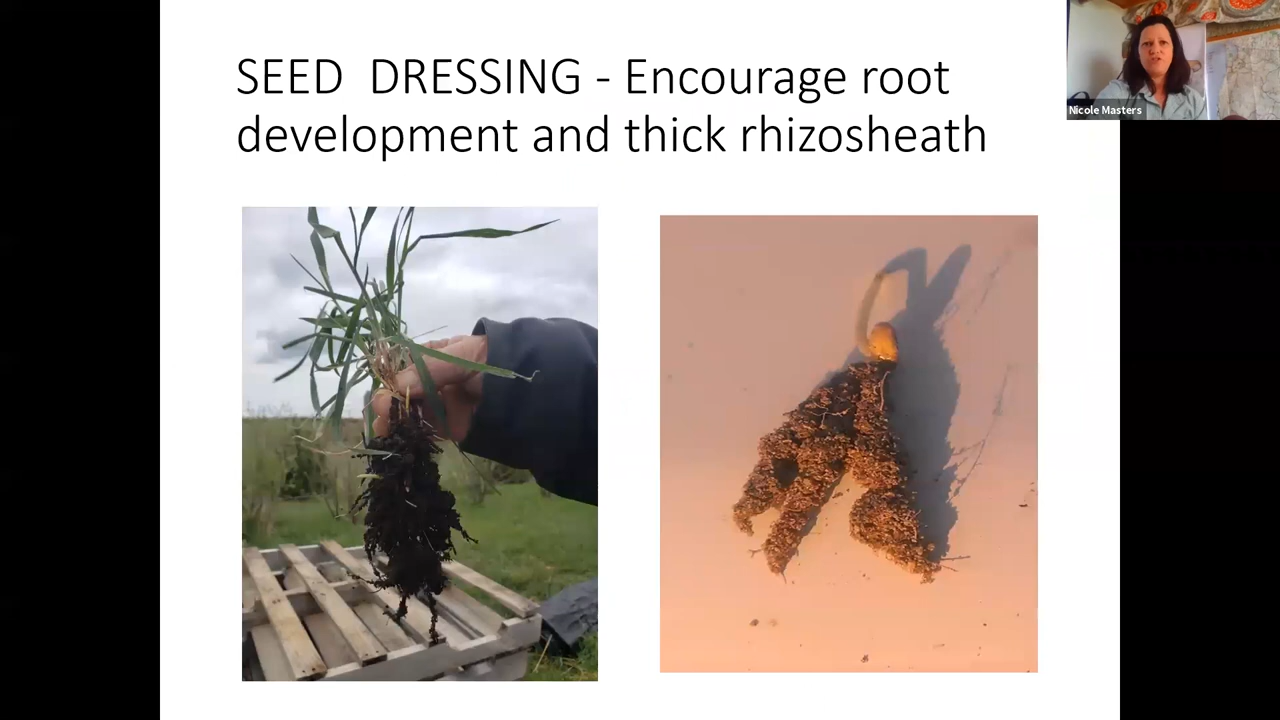 SEED  DRESSING - Encourage root
development and thick rhizosheath
Nicole Masters